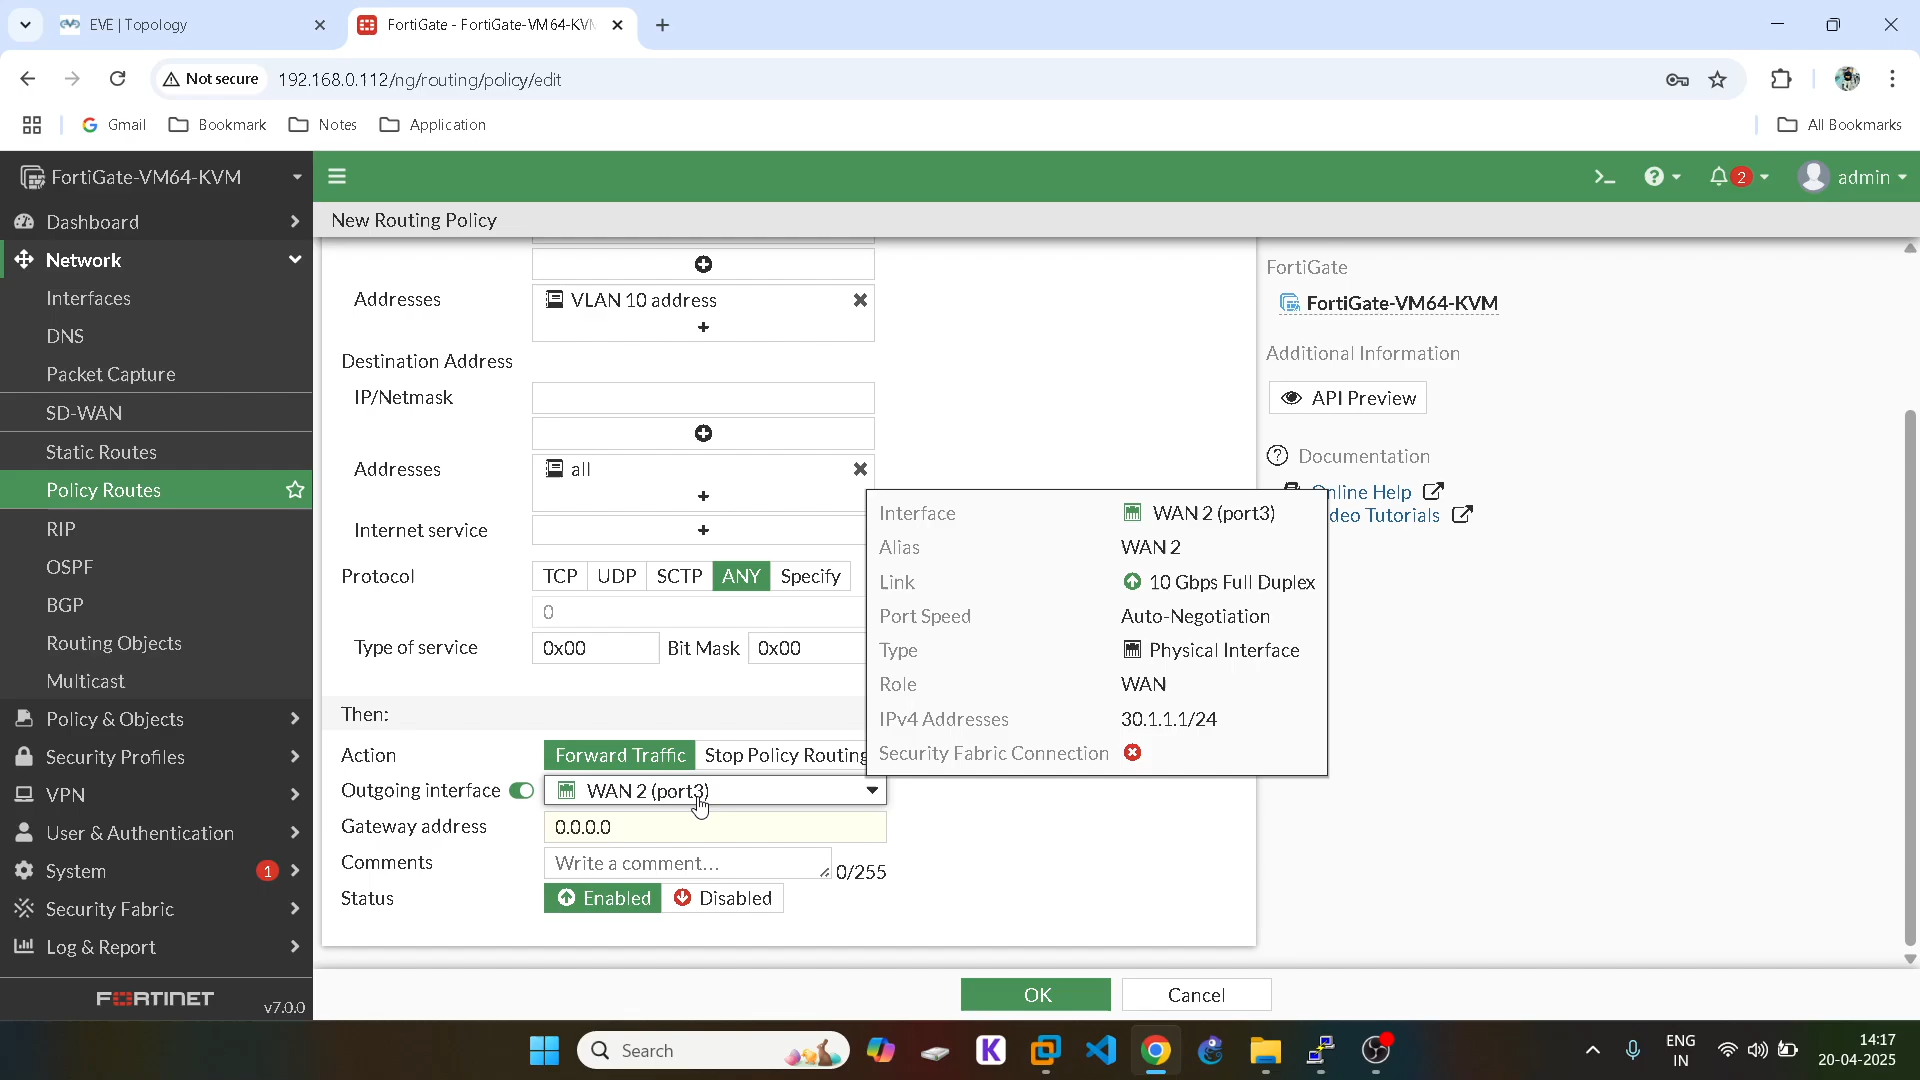 EVE | Topology
FortiGate - FortiGate-VM64-KVM
Not secure 192.168.0.112/ng/routing/policy/edit
Gmail Bookmark Notes Application All Bookmarks
FortiGate-VM64-KVM
2 admin
New Routing Policy
Dashboard
Network
Interfaces
DNS
Packet Capture
SD-WAN
Static Routes
Policy Routes
RIP
OSPF
BGP
Routing Objects
Multicast
Policy & Objects
Security Profiles
VPN
User & Authentication
System 1
Security Fabric
Log & Report
FORTINET v7.0.0
Addresses VLAN 10 address
Destination Address
IP/Netmask
Addresses all
Internet service
Protocol TCP UDP SCTP ANY Specify
0
Type of service 0x00 Bit Mask 0x00
Then:
Action Forward Traffic Stop Policy Routing
Outgoing interface WAN 2 (port3)
Gateway address 0.0.0.0
Comments Write a comment... 0/255
Status Enabled Disabled
Interface WAN 2 (port3)
Alias WAN 2
Link 10 Gbps Full Duplex
Port Speed Auto-Negotiation
Type Physical Interface
Role WAN
IPv4 Addresses 30.1.1.1/24
Security Fabric Connection
FortiGate
FortiGate-VM64-KVM
Additional Information
API Preview
Documentation
nline Help
deo Tutorials
OK Cancel
Search
ENG
IN
14:17
20-04-2025